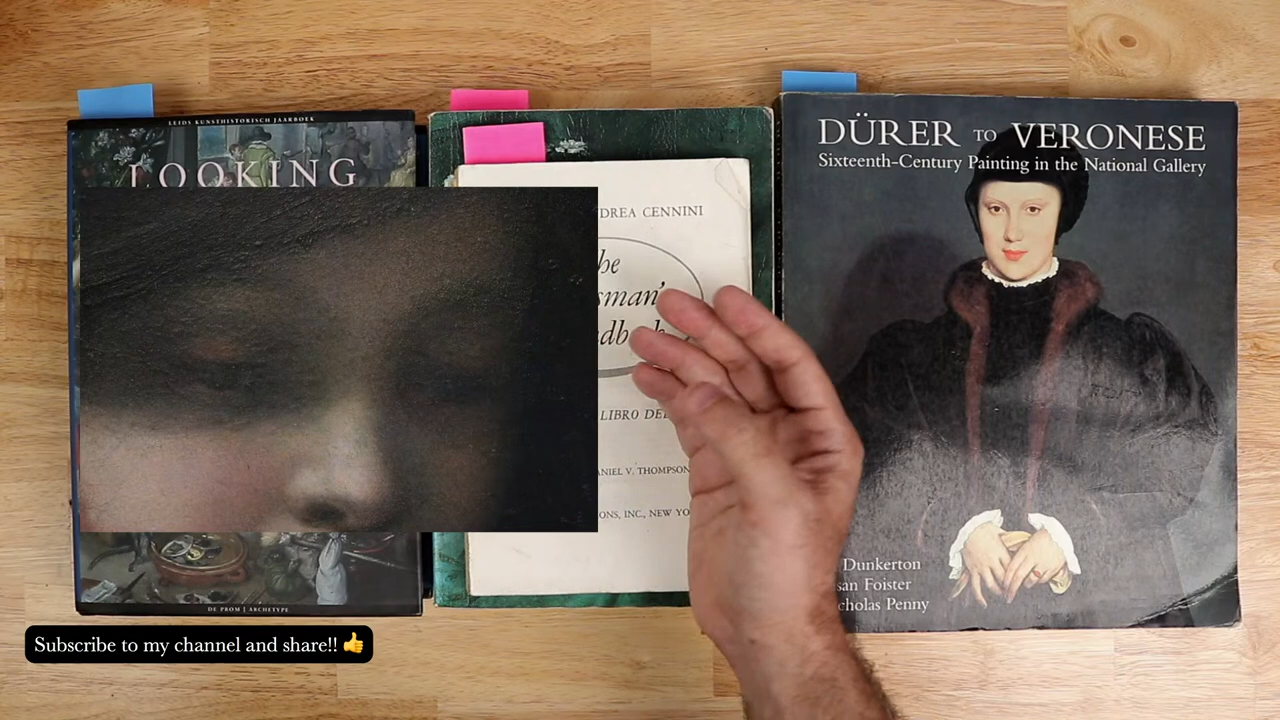 LEIDS KUNSTHISTORISCH JAARBOEK
LOOKING
DE PROM | ARCHETYPE
DREA CENNINI
he
sman's
LIBRO DEL
ANIEL V. THOMPSON
ONS, INC., NEW YO
DÜRER TO VERONESE
Sixteenth-Century Painting in the National Gallery
Dunkerton
san Foister
cholas Penny
Subscribe to my channel and share!! 👍